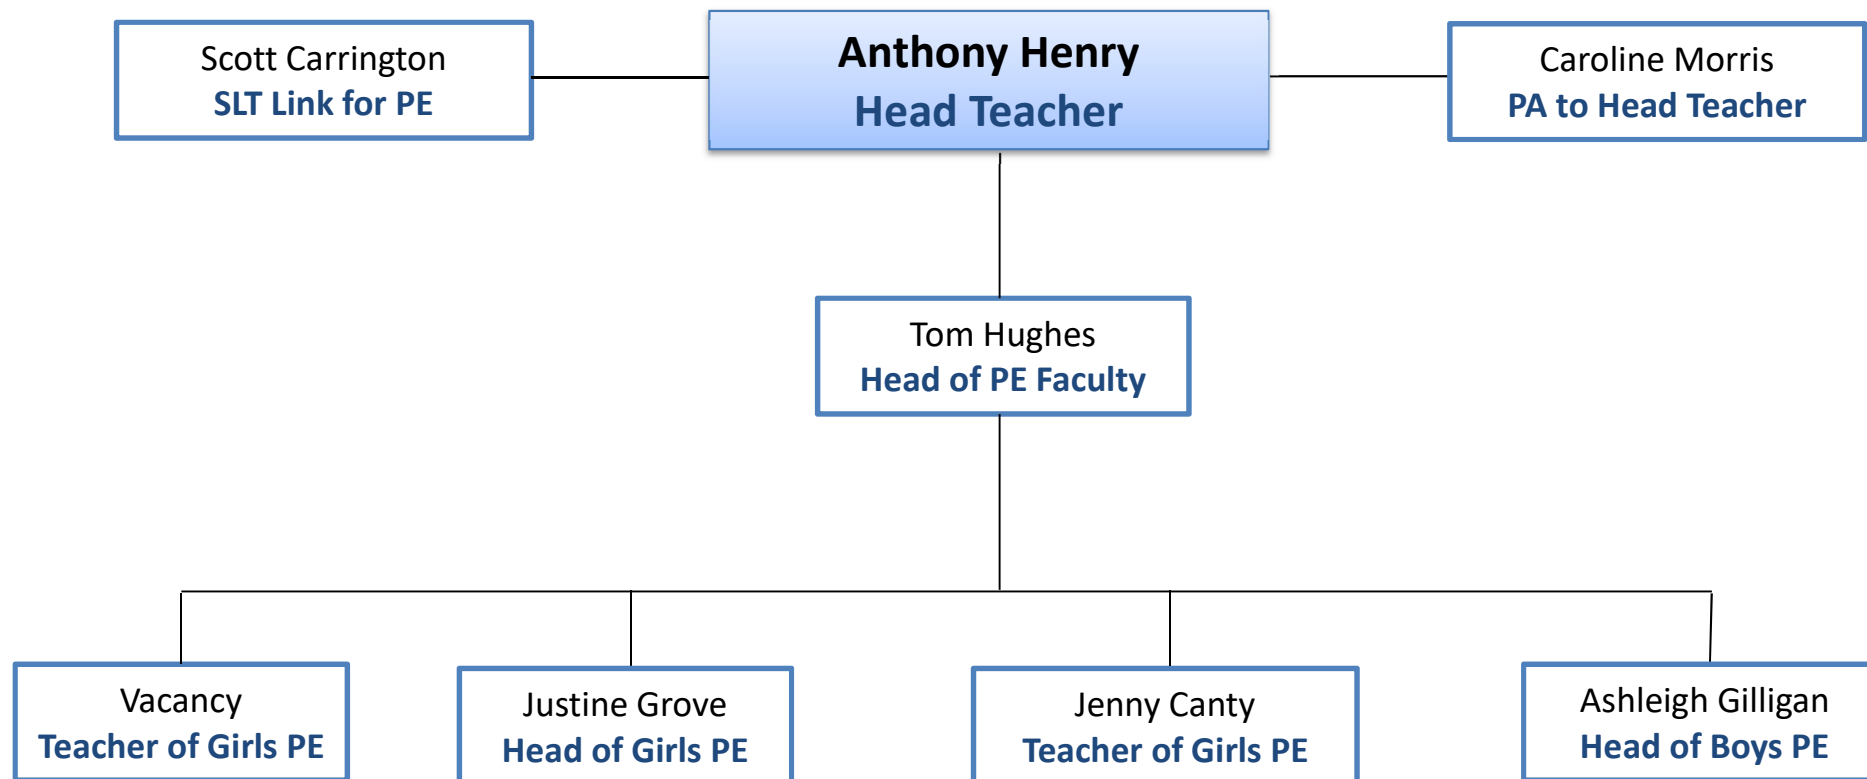 Scott Carrington
SLT Link for PE
Anthony Henry
Head Teacher
Caroline Morris
PA to Head Teacher
Tom Hughes
Head of PE Faculty
Vacancy
Teacher of Girls PE
Justine Grove
Head of Girls PE
Jenny Canty
Teacher of Girls PE
Ashleigh Gilligan
Head of Boys PE